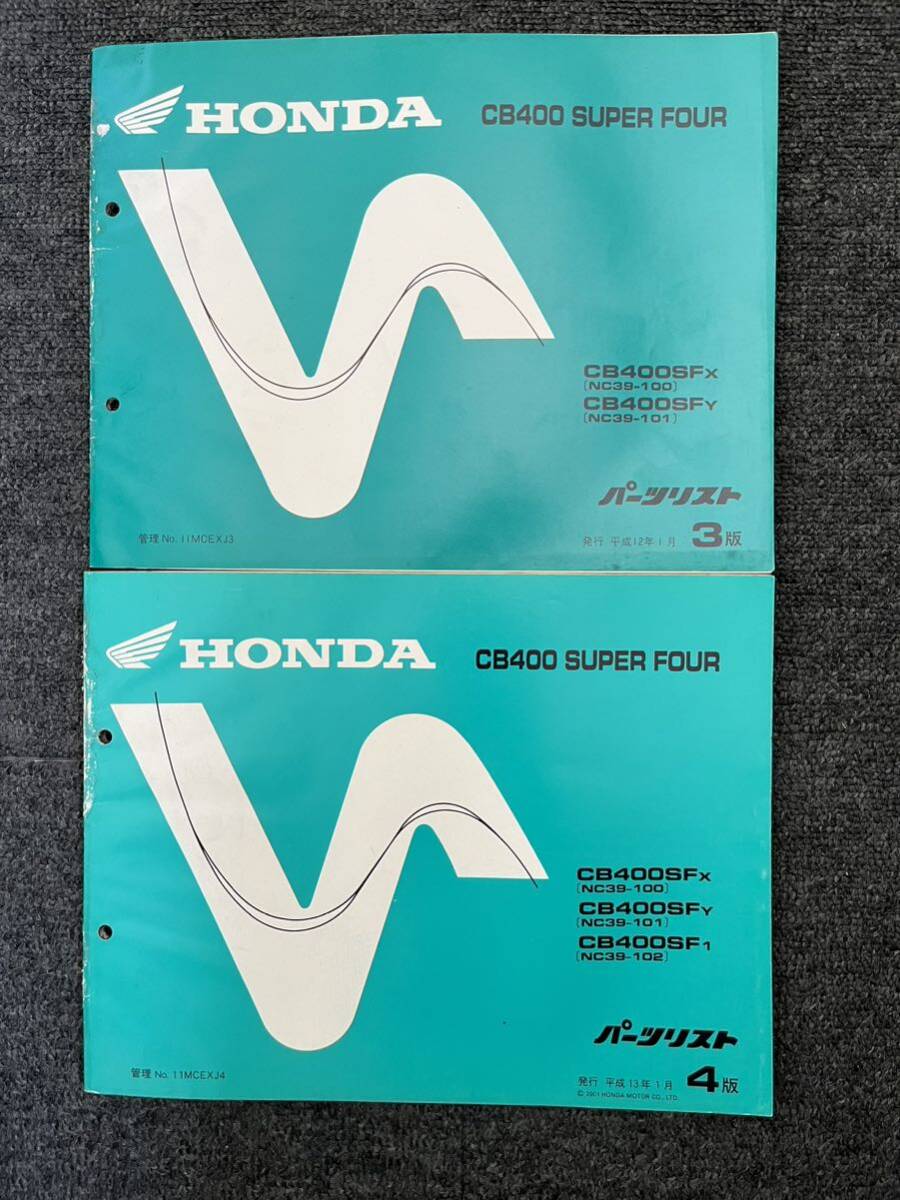 HONDA CB400 SUPER FOUR
CB400SFX
(NC39-100)
CB400SFY
(NC39-101)
パーツリスト
管理 No. 11MCEXJ3
発行 平成12年1月 3版
HONDA CB400 SUPER FOUR
CB400SFX
(NC39-100)
CB400SFY
(NC39-101)
CB400SF1
(NC39-102)
パーツリスト
管理 No. 11MCEXJ4
発行 平成13年1月 4版
© 2001 HONDA MOTOR CO., LTD.